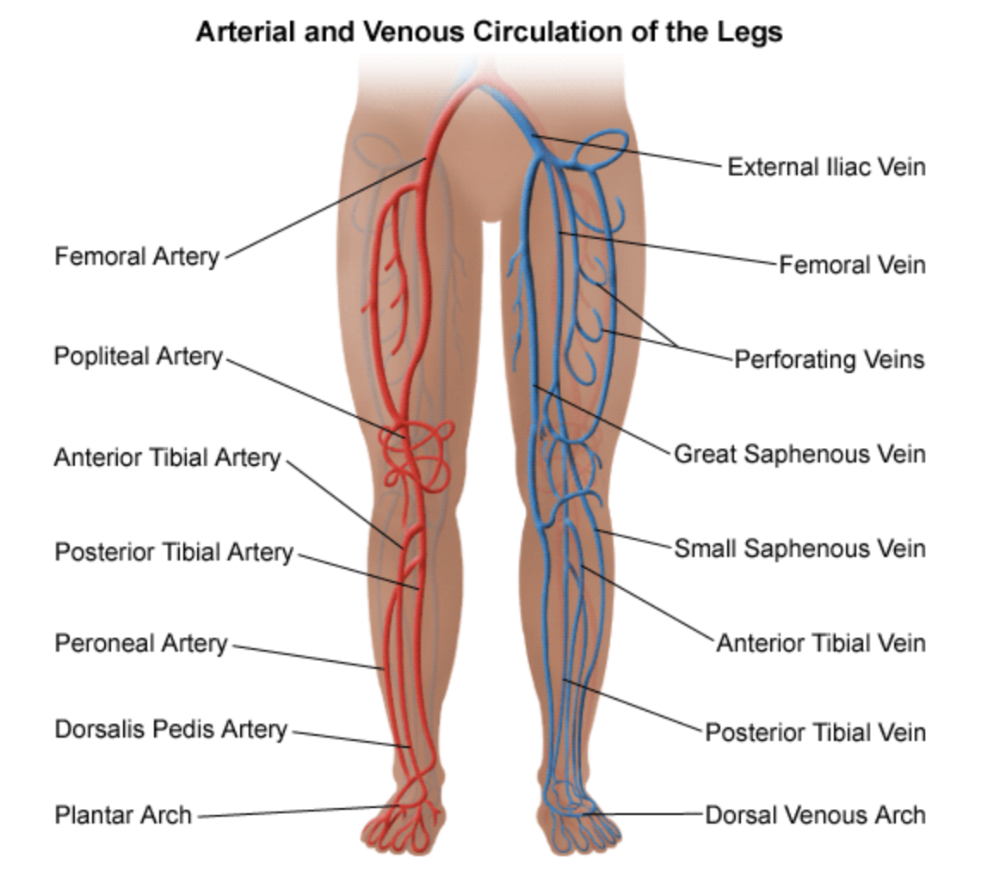 Arterial and Venous Circulation of the Legs
External Iliac Vein
Femoral Artery
Femoral Vein
Popliteal Artery
Perforating Veins
Anterior Tibial Artery
Great Saphenous Vein
Posterior Tibial Artery
Small Saphenous Vein
Peroneal Artery
Anterior Tibial Vein
Dorsalis Pedis Artery
Posterior Tibial Vein
Plantar Arch
Dorsal Venous Arch